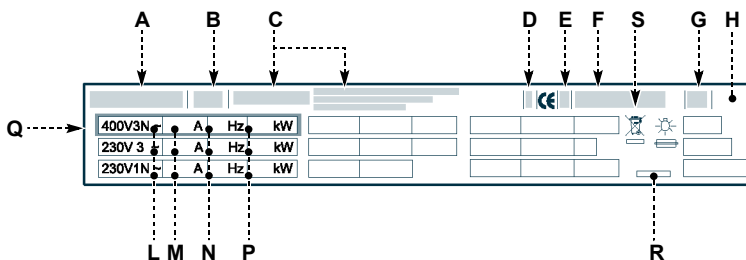 A B C D E F S G H
CE
Q
400V3N~ A Hz kW
230V 3 ~ A Hz kW
230V1N~ A Hz kW
L M N P R